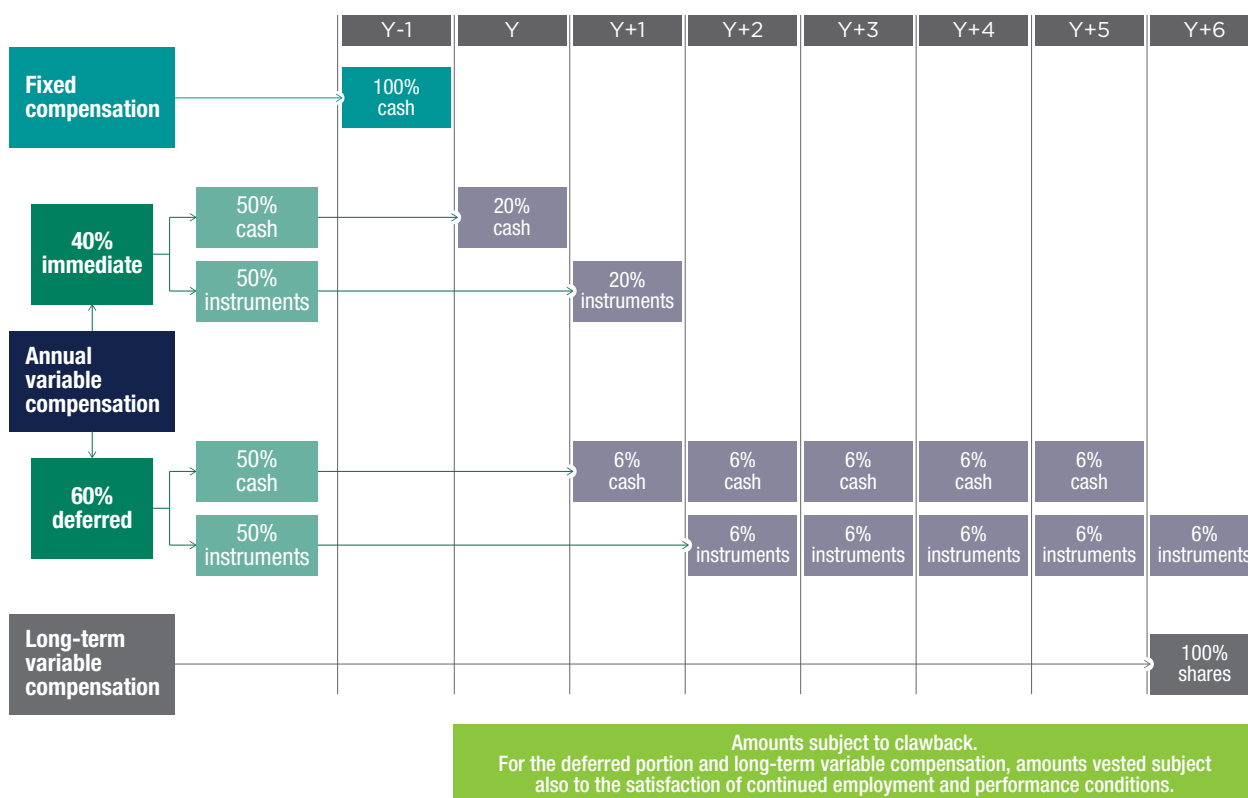 Y-1 Y Y+1 Y+2 Y+3 Y+4 Y+5 Y+6
Fixed
compensation
100%
cash
40%
immediate
50%
cash
20%
cash
50%
instruments
20%
instruments
Annual
variable
compensation
60%
deferred
50%
cash
6%
cash
6%
cash
6%
cash
6%
cash
6%
cash
50%
instruments
6%
instruments
6%
instruments
6%
instruments
6%
instruments
6%
instruments
Long-term
variable
compensation
100%
shares
Amounts subject to clawback.
For the deferred portion and long-term variable compensation, amounts vested subject
also to the satisfaction of continued employment and performance conditions.